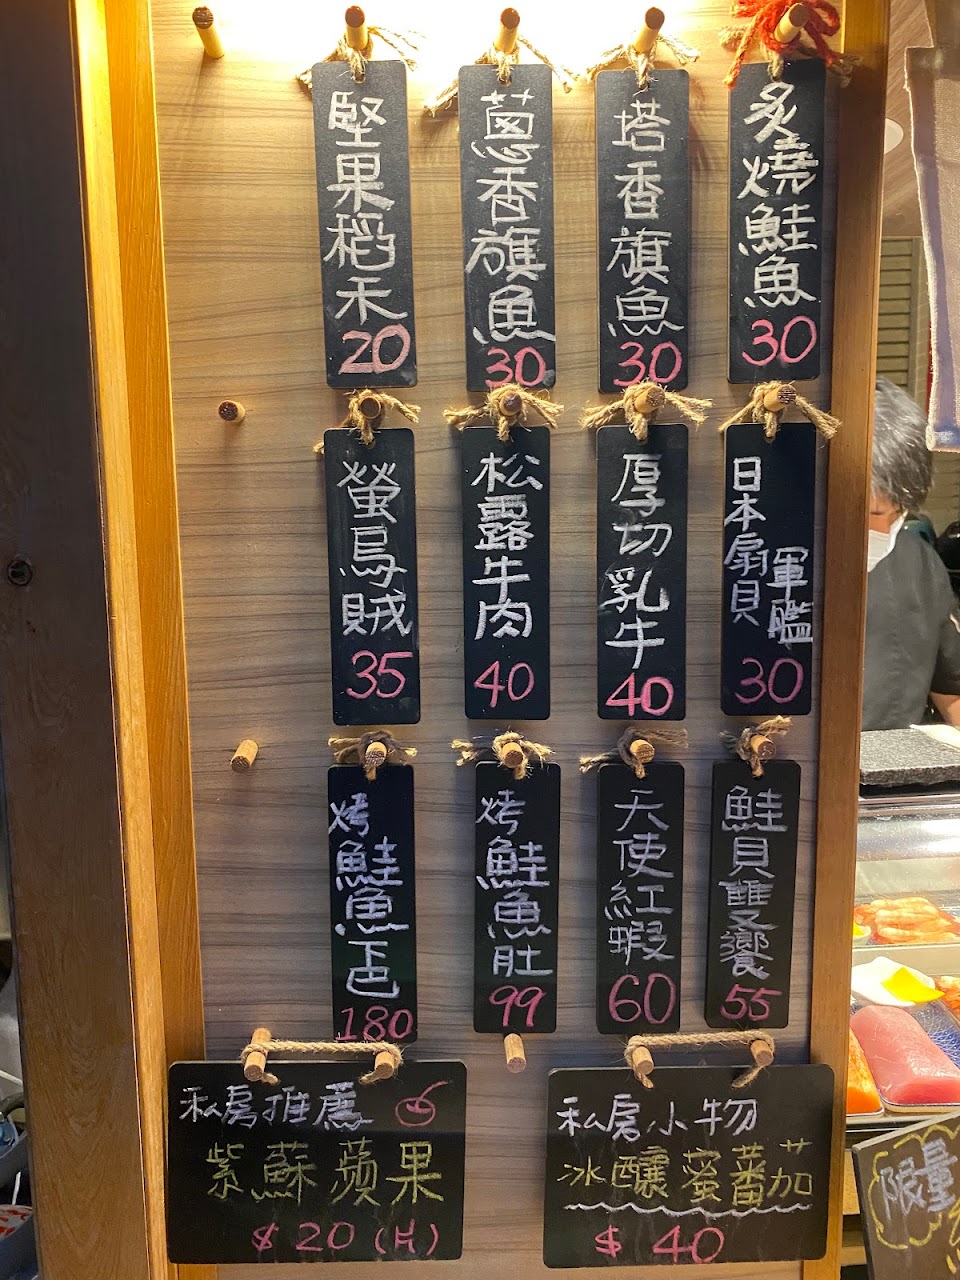 堅果稻禾
20
蔥香旗魚
30
塔香旗魚
30
炙燒鮭魚
30
螢烏賊
35
松露牛肉
40
厚切乳牛
40
日本扇貝
軍艦
30
烤鮭魚下巴
180
烤鮭魚肚
99
天使紅蝦
60
鮭貝雙饗
55
私房推薦
紫蘇蘋果
$20(H)
私房小物
冰釀蜜蕃茄
$40
限量